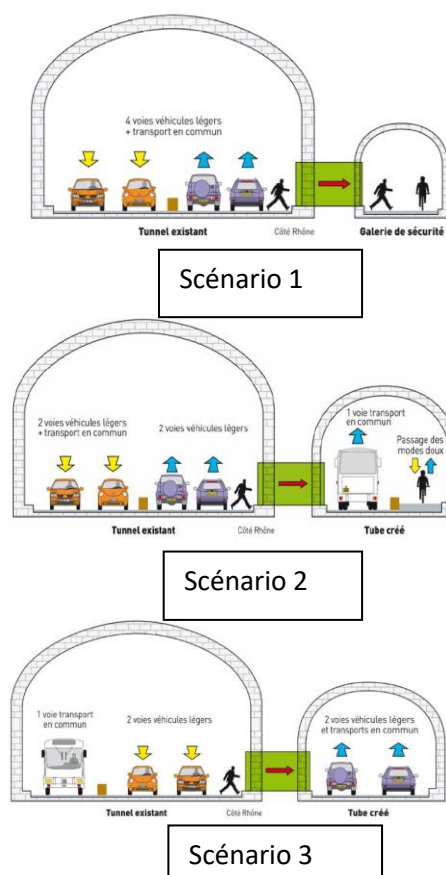 4 voies véhicules légers
+ transport en commun
Tunnel existant
Côté Rhône
Galerie de sécurité
Scénario 1
2 voies véhicules légers
+ transport en commun
2 voies véhicules légers
1 voie transport
en commun
Passage des
modes doux
Tunnel existant
Côté Rhône
Tube créé
Scénario 2
1 voie transport
en commun
2 voies véhicules légers
2 voies véhicules légers
et transports en commun
Tunnel existant
Côté Rhône
Tube créé
Scénario 3